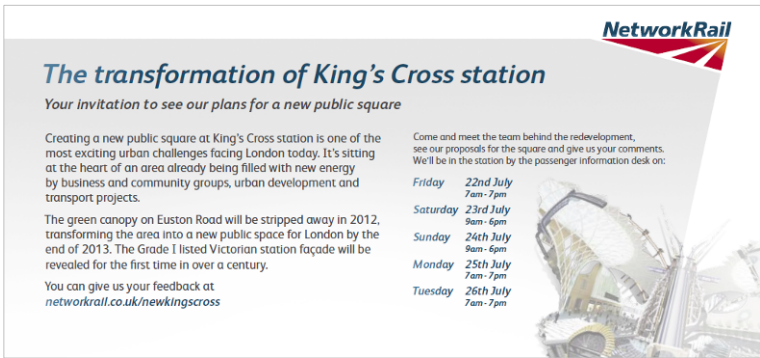 NetworkRail
The transformation of King's Cross station
Your invitation to see our plans for a new public square
Creating a new public square at King's Cross station is one of the
most exciting urban challenges facing London today. It's sitting
at the heart of an area already being filled with new energy
by business and community groups, urban development and
transport projects.
The green canopy on Euston Road will be stripped away in 2012,
transforming the area into a new public space for London by the
end of 2013. The Grade I listed Victorian station façade will be
revealed for the first time in over a century.
You can give us your feedback at
networkrail.co.uk/newkingscross
Come and meet the team behind the redevelopment,
see our proposals for the square and give us your comments.
We'll be in the station by the passenger information desk on:
Friday 22nd July
7am - 7pm
Saturday 23rd July
9am - 6pm
Sunday 24th July
9am - 6pm
Monday 25th July
7am - 7pm
Tuesday 26th July
7am - 7pm